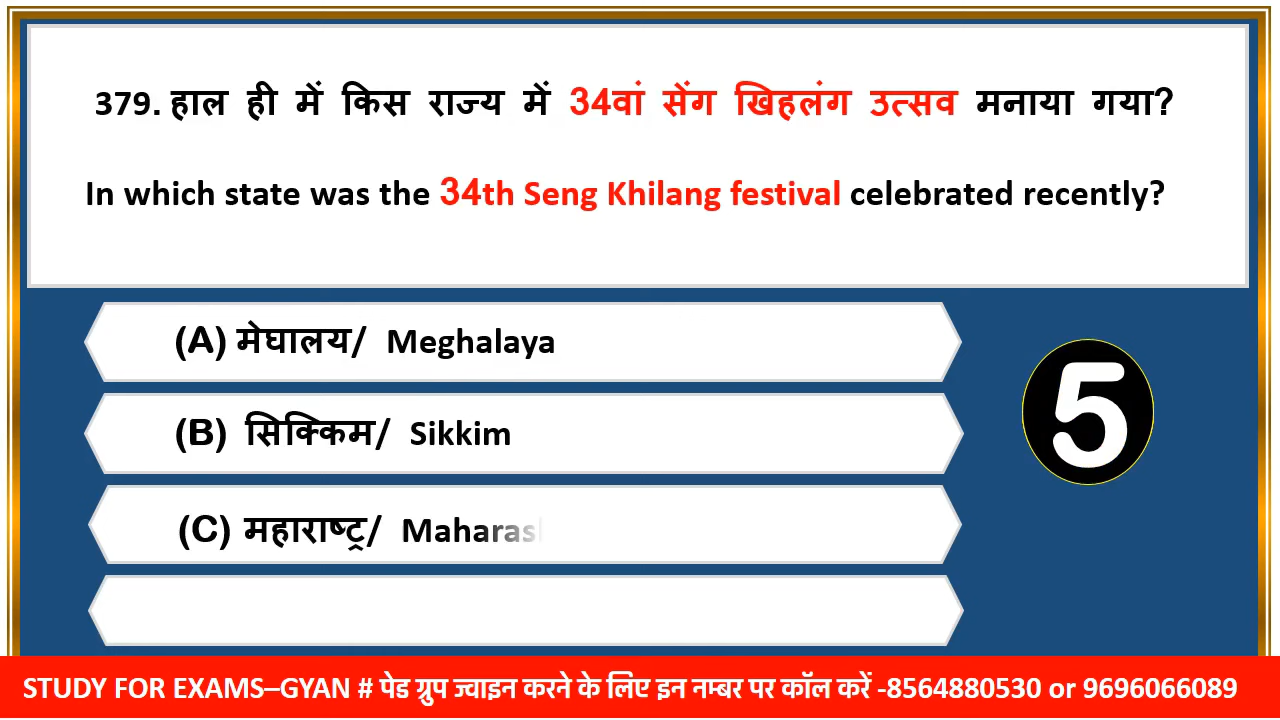 379. हाल ही में किस राज्य में 34वां सेंग खिहलंग उत्सव मनाया गया?
In which state was the 34th Seng Khilang festival celebrated recently?
(A) मेघालय/ Meghalaya
(B) सिक्किम/ Sikkim
5
(C) महाराष्ट्र/ Maharas
STUDY FOR EXAMS–GYAN # पेड ग्रुप ज्वाइन करने के लिए इन नम्बर पर कॉल करें -8564880530 or 9696066089